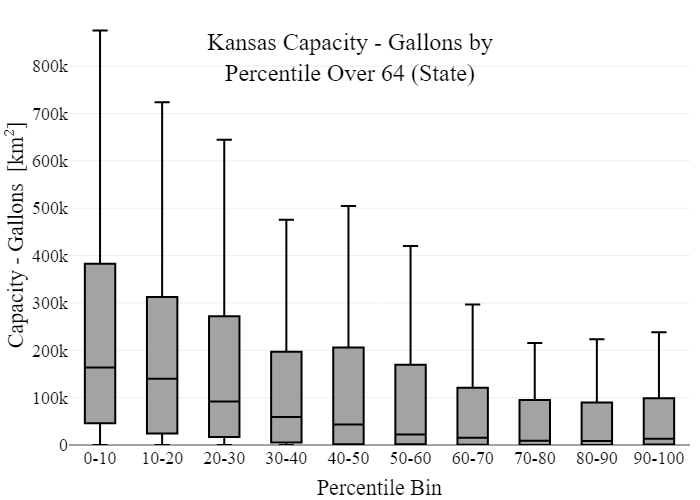 Kansas Capacity - Gallons by
Percentile Over 64 (State)
Capacity - Gallons [km²]
800k
700k
600k
500k
400k
300k
200k
100k
0
0-10 10-20 20-30 30-40 40-50 50-60 60-70 70-80 80-90 90-100
Percentile Bin